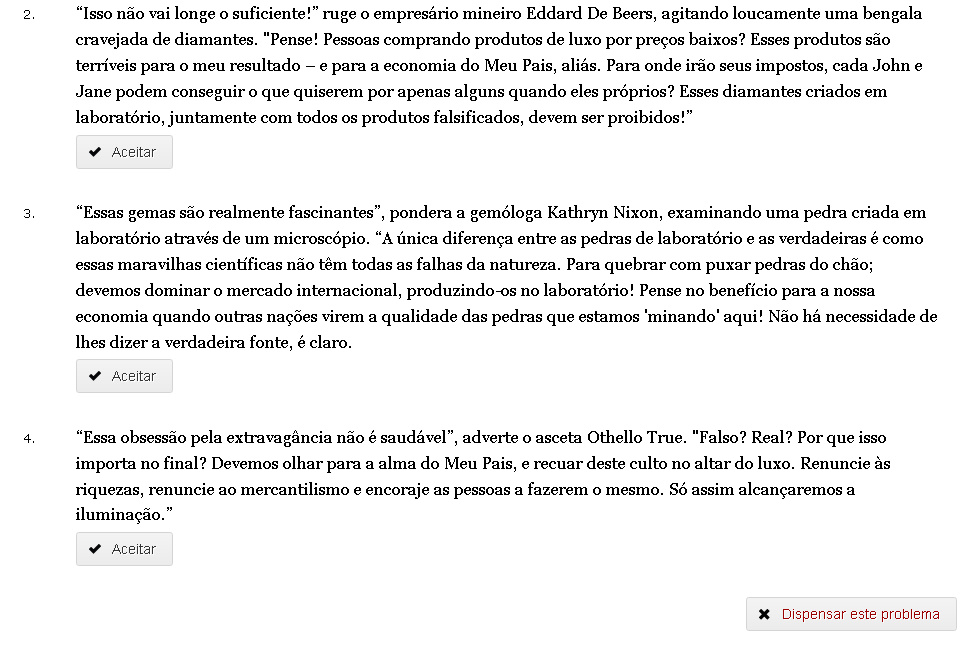 2. “Isso não vai longe o suficiente!” ruge o empresário mineiro Eddard De Beers, agitando loucamente uma bengala
cravejada de diamantes. "Pense! Pessoas comprando produtos de luxo por preços baixos? Esses produtos são
terríveis para o meu resultado – e para a economia do Meu Pais, aliás. Para onde irão seus impostos, cada John e
Jane podem conseguir o que quiserem por apenas alguns quando eles próprios? Esses diamantes criados em
laboratório, juntamente com todos os produtos falsificados, devem ser proibidos!”
✔ Aceitar
3. “Essas gemas são realmente fascinantes”, pondera a gemóloga Kathryn Nixon, examinando uma pedra criada em
laboratório através de um microscópio. “A única diferença entre as pedras de laboratório e as verdadeiras é como
essas maravilhas científicas não têm todas as falhas da natureza. Para quebrar com puxar pedras do chão;
devemos dominar o mercado internacional, produzindo-os no laboratório! Pense no benefício para a nossa
economia quando outras nações virem a qualidade das pedras que estamos 'minando' aqui! Não há necessidade de
lhes dizer a verdadeira fonte, é claro.
✔ Aceitar
4. “Essa obsessão pela extravagância não é saudável”, adverte o asceta Othello True. "Falso? Real? Por que isso
importa no final? Devemos olhar para a alma do Meu Pais, e recuar deste culto no altar do luxo. Renuncie às
riquezas, renuncie ao mercantilismo e encoraje as pessoas a fazerem o mesmo. Só assim alcançaremos a
iluminação.”
✔ Aceitar
✖ Dispensar este problema